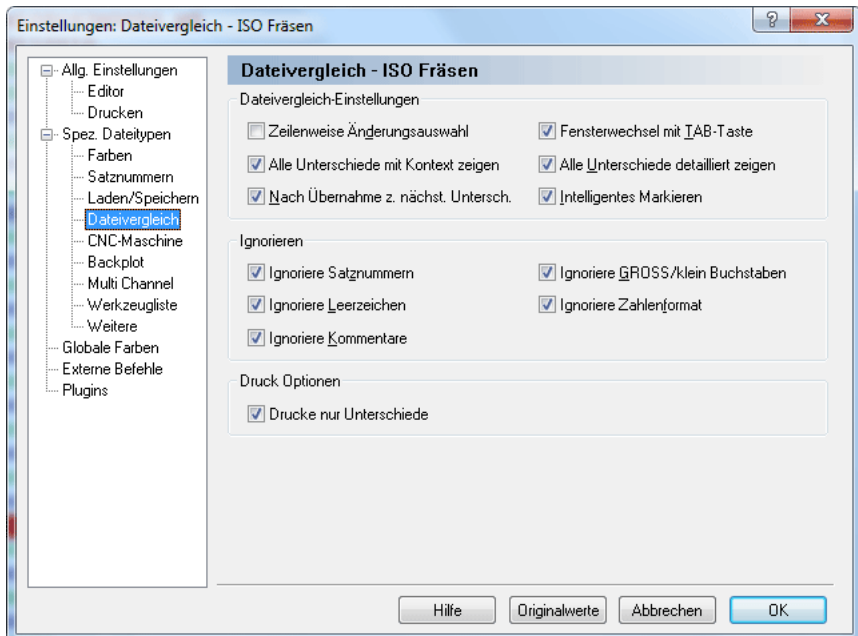 Einstellungen: Dateivergleich - ISO Fräsen
?
Allg. Einstellungen
Editor
Drucken
Spez. Dateitypen
Farben
Satznummern
Laden/Speichern
Dateivergleich
CNC-Maschine
Backplot
Multi Channel
Werkzeugliste
Weitere
Globale Farben
Externe Befehle
Plugins
Dateivergleich - ISO Fräsen
Dateivergleich-Einstellungen
Zeilenweise Änderungsauswahl
Fensterwechsel mit TAB-Taste
Alle Unterschiede mit Kontext zeigen
Alle Unterschiede detailliert zeigen
Nach Übernahme z. nächst. Untersch.
Intelligentes Markieren
Ignorieren
Ignoriere Satznummern
Ignoriere GROSS/klein Buchstaben
Ignoriere Leerzeichen
Ignoriere Zahlenformat
Ignoriere Kommentare
Druck Optionen
Drucke nur Unterschiede
Hilfe
Originalwerte
Abbrechen
OK